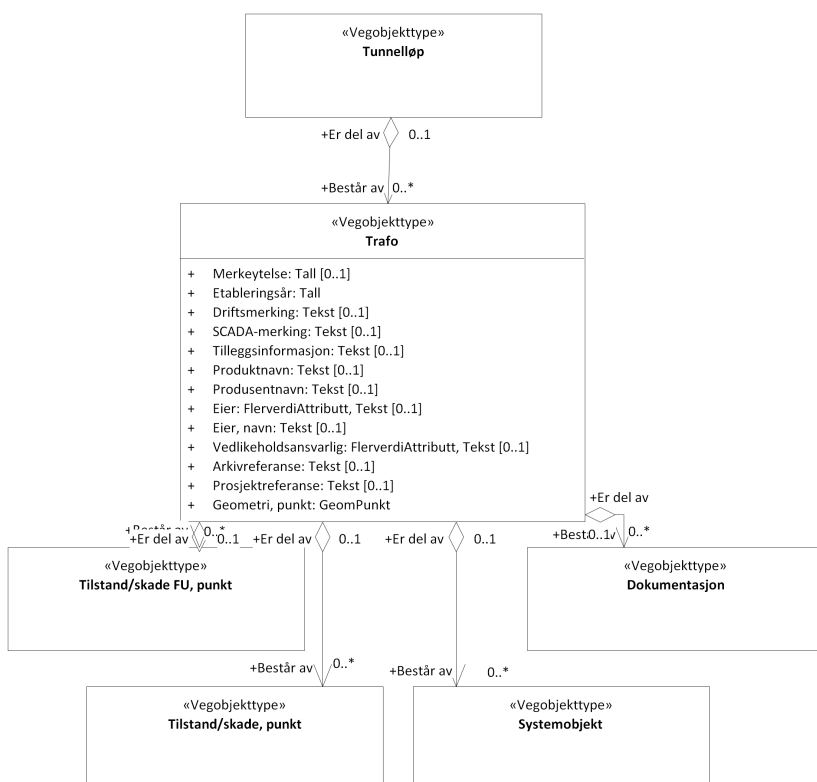 «Vegobjekttype»
Tunnelløp
+Er del av 0..1
+Består av 0..*
«Vegobjekttype»
Trafo
+ Merkeytelse: Tall [0..1]
+ Etableringsår: Tall
+ Driftsmerking: Tekst [0..1]
+ SCADA-merking: Tekst [0..1]
+ Tilleggsinformasjon: Tekst [0..1]
+ Produktnavn: Tekst [0..1]
+ Produsentnavn: Tekst [0..1]
+ Eier: FlerverdiAttributt, Tekst [0..1]
+ Eier, navn: Tekst [0..1]
+ Vedlikeholdsansvarlig: FlerverdiAttributt, Tekst [0..1]
+ Arkivreferanse: Tekst [0..1]
+ Prosjektreferanse: Tekst [0..1]
+ Geometri, punkt: GeomPunkt
+Er del av
+Består av 0..*
+Er del av 0..1 +Er del av 0..1 +Er del av 0..1
0..1 0..*
«Vegobjekttype»
Tilstand/skade FU, punkt
«Vegobjekttype»
Dokumentasjon
+Består av 0..* +Består av 0..*
«Vegobjekttype»
Tilstand/skade, punkt
«Vegobjekttype»
Systemobjekt